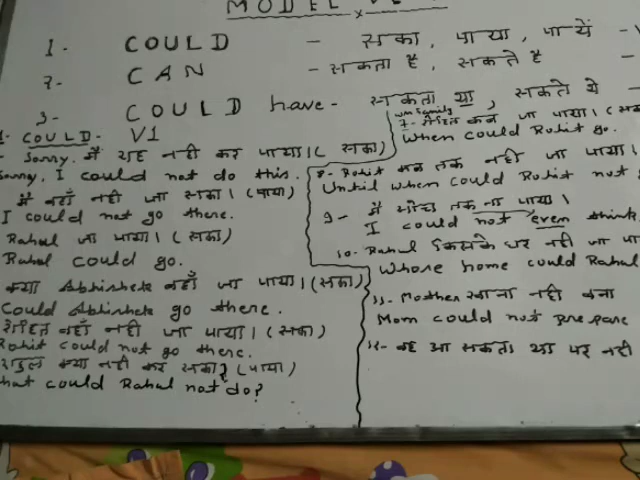 MODEL
1- COULD - सका, पाया, पायें -
2- CAN - सकता है, सकते है -
3- COULD have - सकता था, सकते थे -
COULD - V1
Sorry, मैं यह नही कर पाया। (सका)
Sorry, I could not do this.
मैं वहाँ नही जा सका। (पाया)
I could not go there.
Rahul जा पाया। (सका)
Rahul could go.
क्या Abhishek वहाँ जा पाया। (सका)
Could Abhishek go there.
रोहित वहाँ नही जा पाया। (सका)
Rohit could not go there.
राहुल क्या नही कर सका? (पाया)
hat could Rahul not do?
family
7- रोहित कब जा पाया। (सका
When could Rohit go.
8- Rohit कब तक नही जा पाया।
Until when could Rohit not
9- मैं सोच तक ना पाया।
I could not even think
10- Rahul किसके घर नही जा पा
Whose home could Rahul
11- Mother खाना नही बना
Mom could not prepare
12- वह आ सकता था पर नही